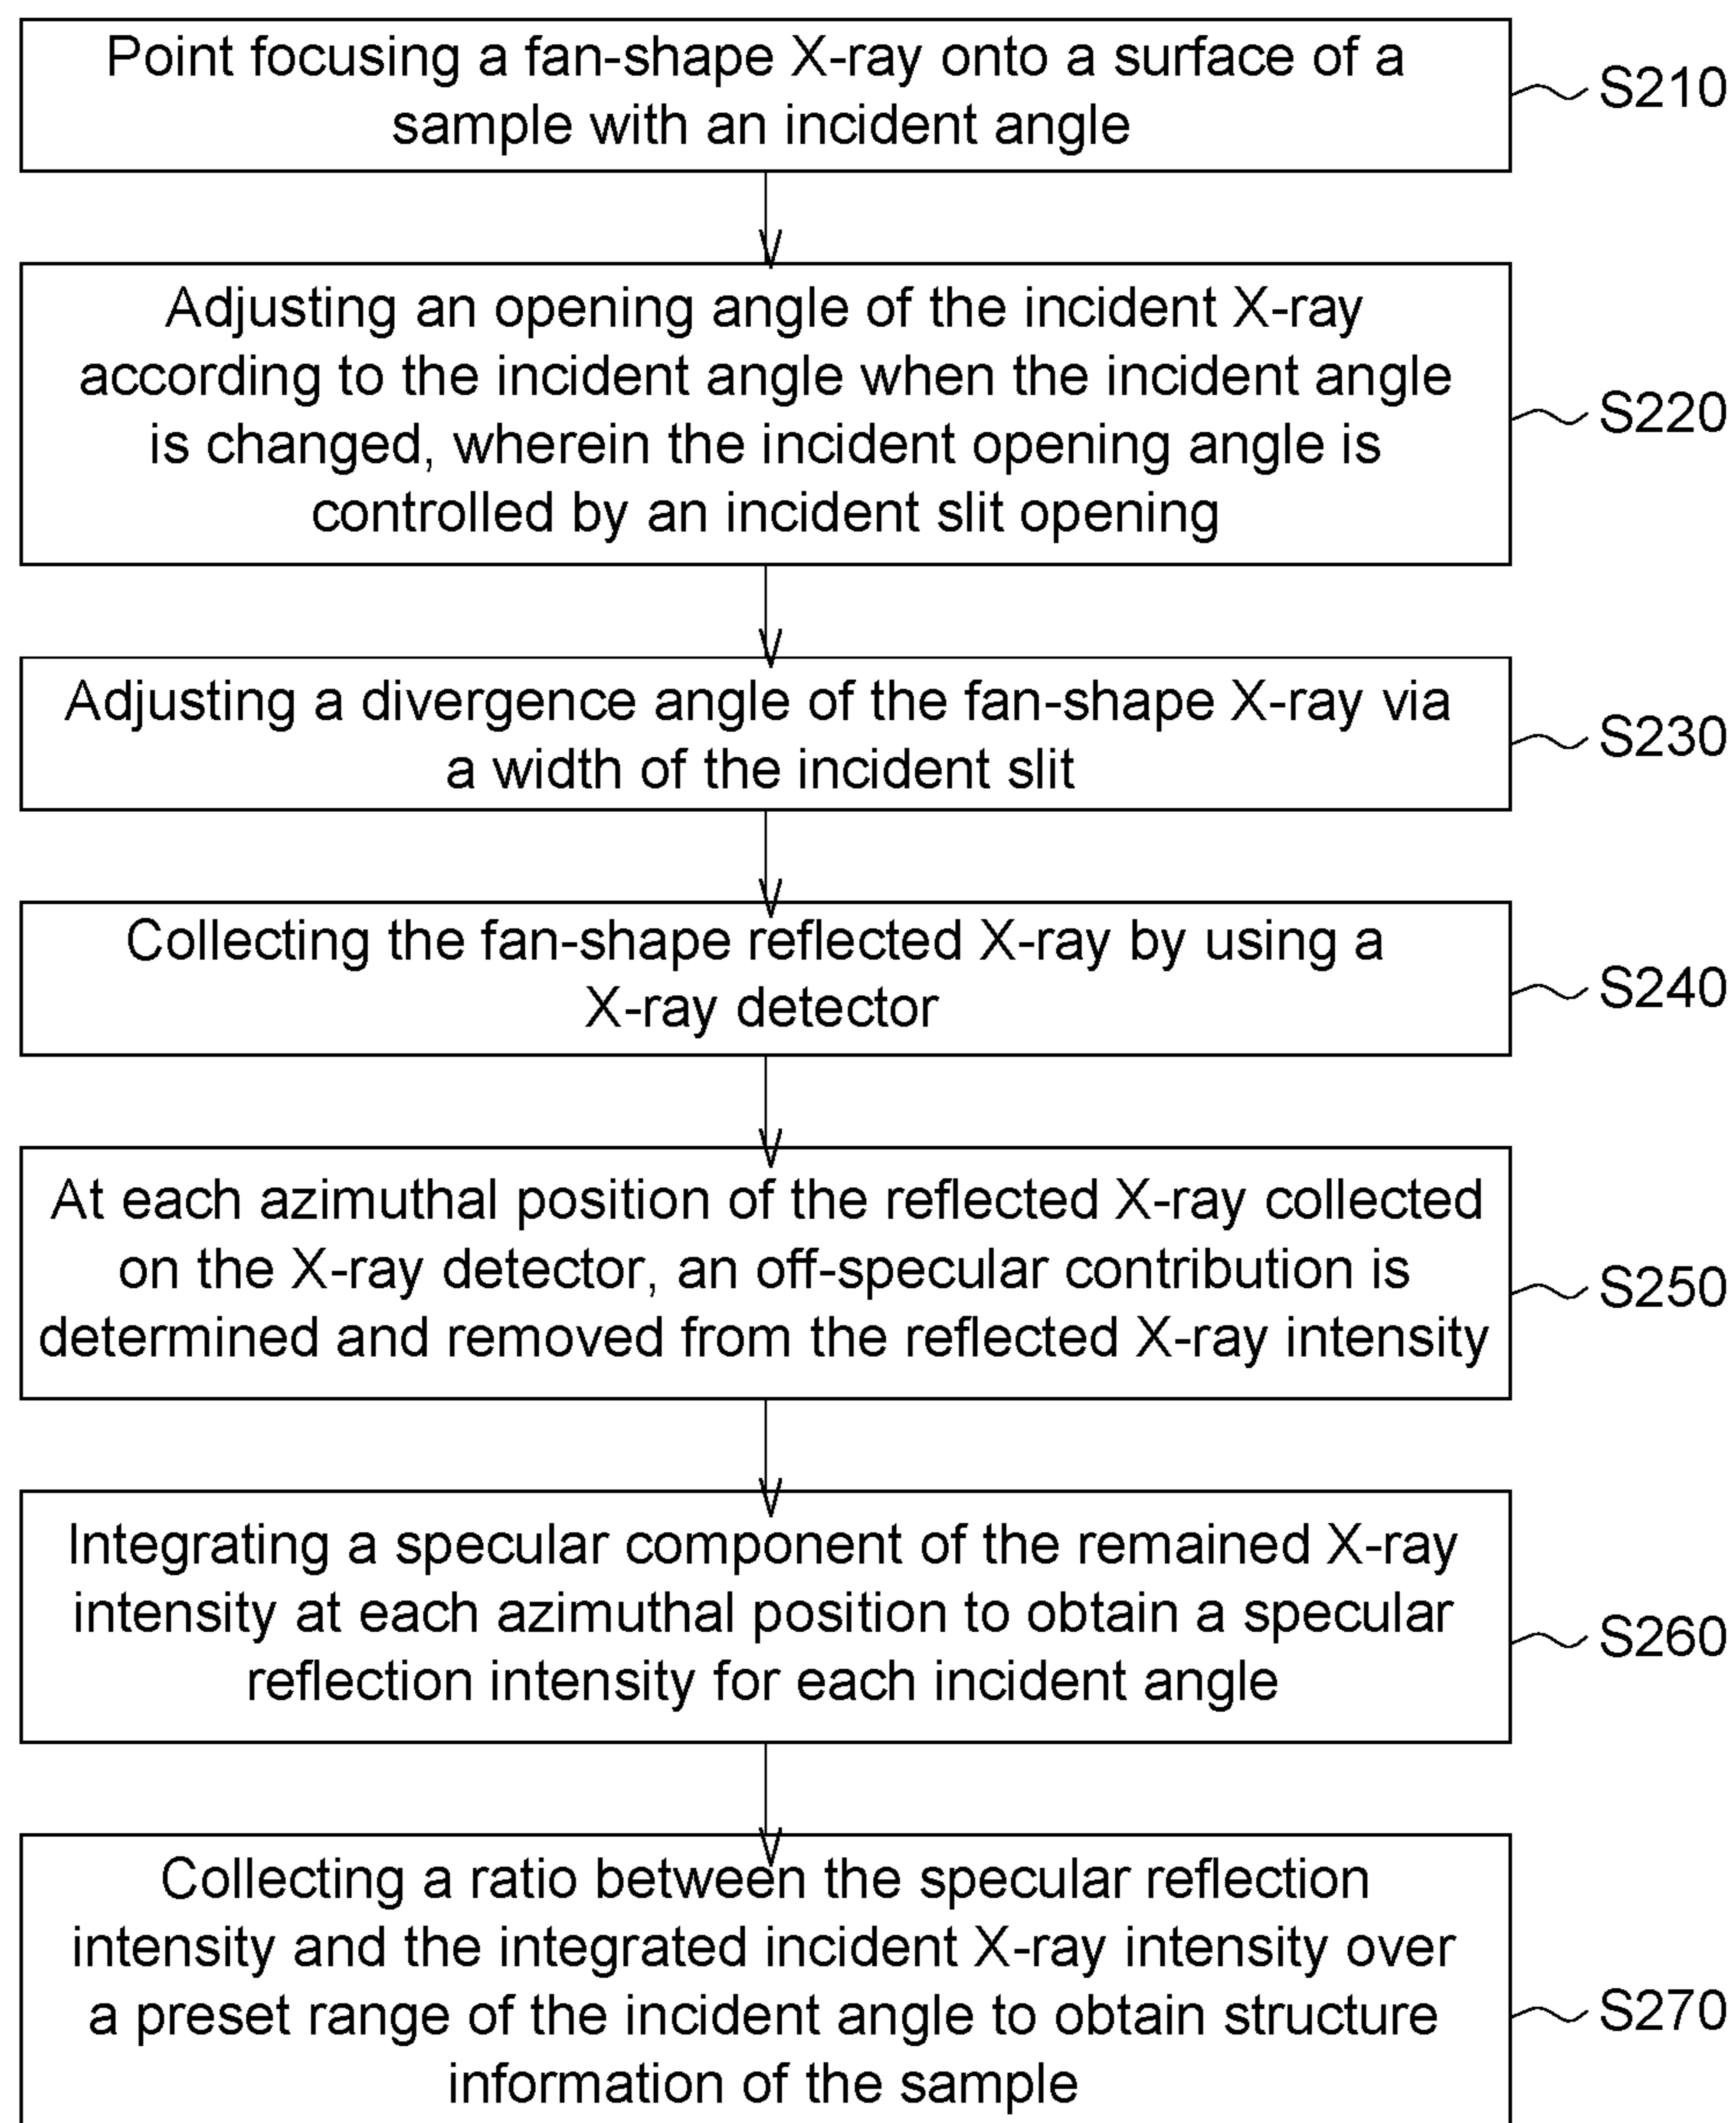 Point focusing a fan-shape X-ray onto a surface of a
sample with an incident angle
S210
Adjusting an opening angle of the incident X-ray
according to the incident angle when the incident angle
is changed, wherein the incident opening angle is
controlled by an incident slit opening
S220
Adjusting a divergence angle of the fan-shape X-ray via
a width of the incident slit
S230
Collecting the fan-shape reflected X-ray by using a
X-ray detector
S240
At each azimuthal position of the reflected X-ray collected
on the X-ray detector, an off-specular contribution is
determined and removed from the reflected X-ray intensity
S250
Integrating a specular component of the remained X-ray
intensity at each azimuthal position to obtain a specular
reflection intensity for each incident angle
S260
Collecting a ratio between the specular reflection
intensity and the integrated incident X-ray intensity over
a preset range of the incident angle to obtain structure
information of the sample
S270